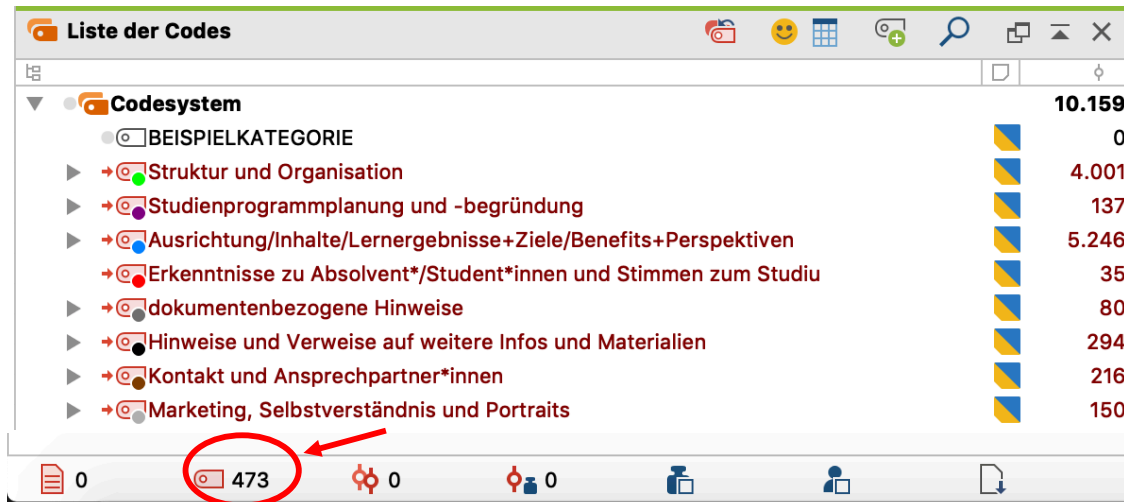 Liste der Codes
Codesystem 10.159
BEISPIELKATEGORIE 0
Struktur und Organisation 4.001
Studienprogrammplanung und -begründung 137
Ausrichtung/Inhalte/Lernergebnisse+Ziele/Benefits+Perspektiven 5.246
Erkenntnisse zu Absolvent*/Student*innen und Stimmen zum Studiu 35
dokumentenbezogene Hinweise 80
Hinweise und Verweise auf weitere Infos und Materialien 294
Kontakt und Ansprechpartner*innen 216
Marketing, Selbstverständnis und Portraits 150
0 473 0 0